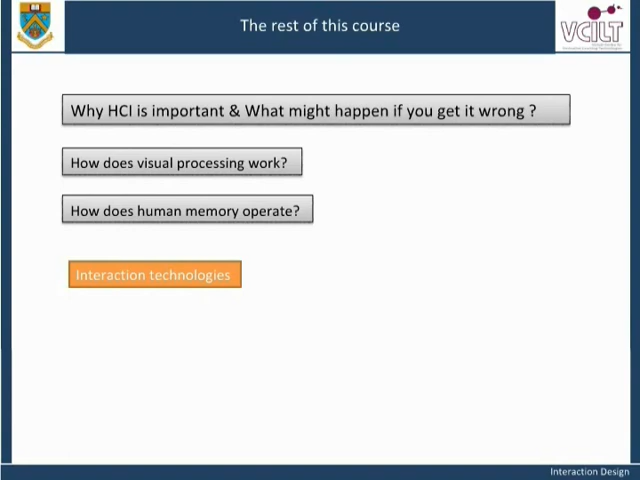 The rest of this course
VCILT
Why HCI is important & What might happen if you get it wrong ?
How does visual processing work?
How does human memory operate?
Interaction technologies
Interaction Design